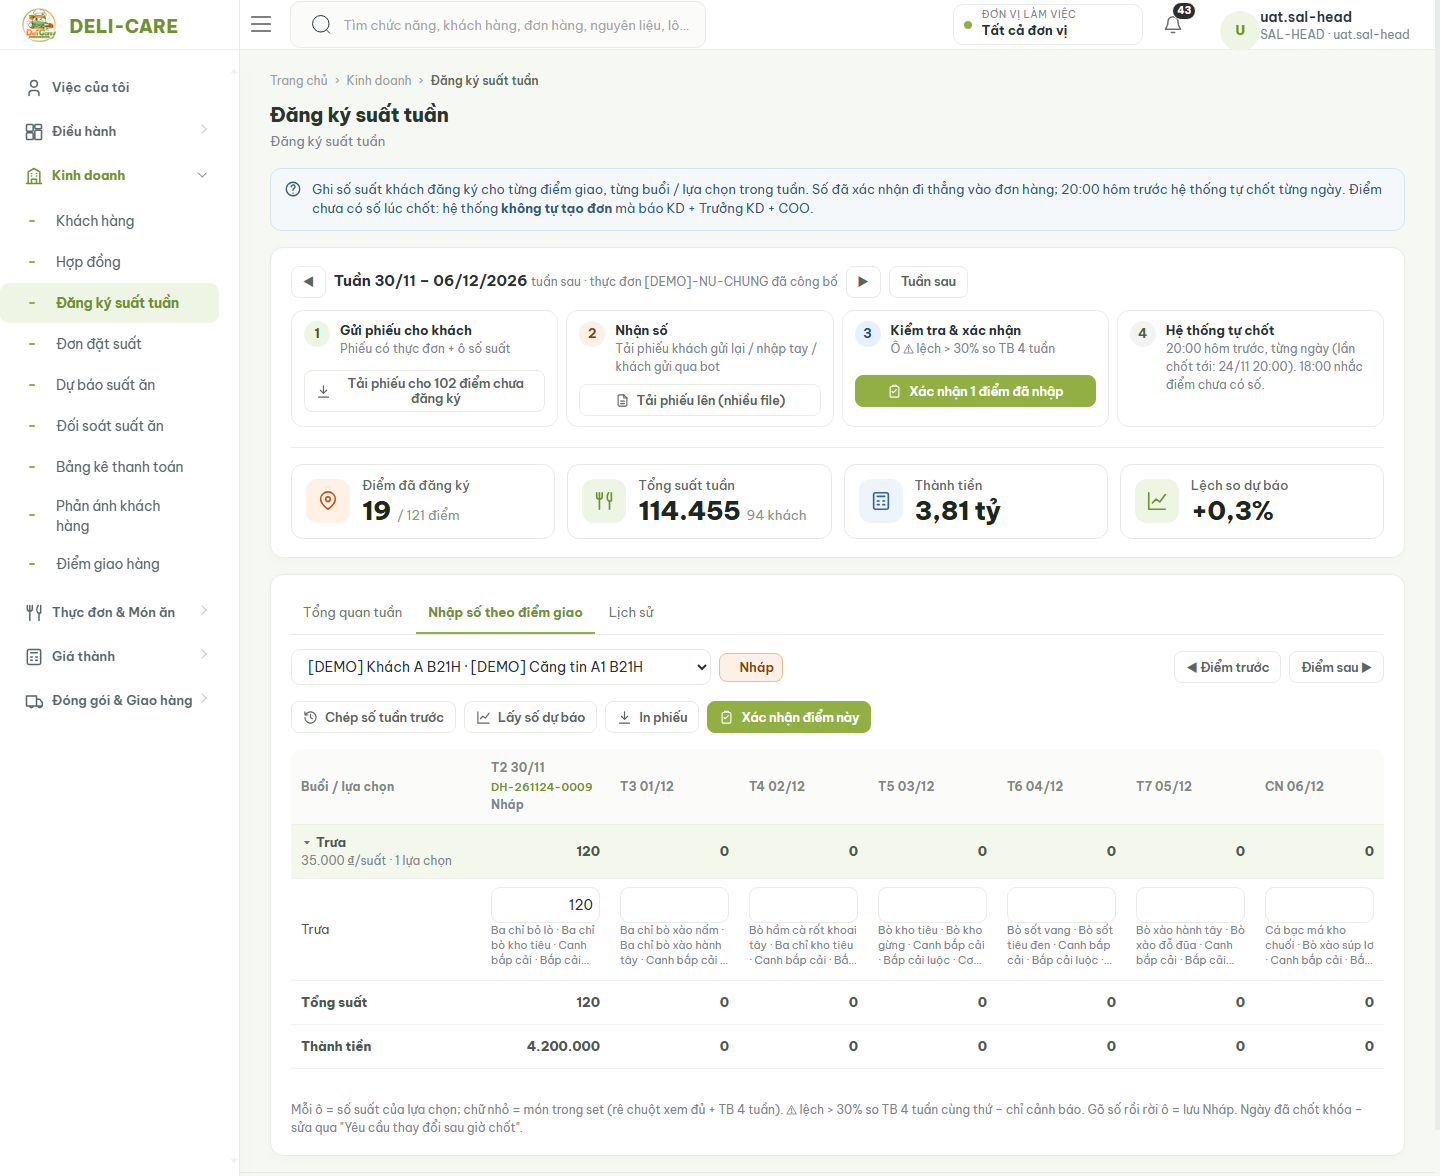 DELI-CARE
Tìm chức năng, khách hàng, đơn hàng, nguyên liệu, lô...
ĐƠN VỊ LÀM VIỆC
Tất cả đơn vị
43
U
uat.sal-head
SAL-HEAD · uat.sal-head
Việc của tôi
Điều hành
Kinh doanh
Khách hàng
Hợp đồng
Đăng ký suất tuần
Đơn đặt suất
Dự báo suất ăn
Đối soát suất ăn
Bảng kê thanh toán
Phản ánh khách
hàng
Điểm giao hàng
Thực đơn & Món ăn
Giá thành
Đóng gói & Giao hàng
Trang chủ › Kinh doanh › Đăng ký suất tuần
Đăng ký suất tuần
Đăng ký suất tuần
Ghi số suất khách đăng ký cho từng điểm giao, từng buổi / lựa chọn trong tuần. Số đã xác nhận đi thẳng vào đơn hàng; 20:00 hôm trước hệ thống tự chốt từng ngày. Điểm
chưa có số lúc chốt: hệ thống không tự tạo đơn mà báo KD + Trưởng KD + COO.
◀ Tuần 30/11 – 06/12/2026 tuần sau · thực đơn [DEMO]-NU-CHUNG đã công bố ▶ Tuần sau
1 Gửi phiếu cho khách
Phiếu có thực đơn + ô số suất
Tải phiếu cho 102 điểm chưa
đăng ký
2 Nhận số
Tải phiếu khách gửi lại / nhập tay /
khách gửi qua bot
Tải phiếu lên (nhiều file)
3 Kiểm tra & xác nhận
Ô ⚠ lệch > 30% so TB 4 tuần
Xác nhận 1 điểm đã nhập
4 Hệ thống tự chốt
20:00 hôm trước, từng ngày (lần
chốt tới: 24/11 20:00). 18:00 nhắc
điểm chưa có số.
Điểm đã đăng ký
19 / 121 điểm
Tổng suất tuần
114.455 94 khách
Thành tiền
3,81 tỷ
Lệch so dự báo
+0,3%
Tổng quan tuần Nhập số theo điểm giao Lịch sử
[DEMO] Khách A B21H · [DEMO] Căng tin A1 B21H Nháp ◀ Điểm trước Điểm sau ▶
Chép số tuần trước Lấy số dự báo In phiếu Xác nhận điểm này
Buổi / lựa chọn
T2 30/11
DH-261124-0009
Nháp
T3 01/12 T4 02/12 T5 03/12 T6 04/12 T7 05/12 CN 06/12
Trưa
35.000 ₫/suất · 1 lựa chọn
120 0 0 0 0 0 0
Trưa
120
Ba chỉ bò lò · Ba chỉ
bò kho tiêu · Canh
bắp cải · Bắp cải...
Ba chỉ bò xào nấm ·
Ba chỉ bò xào hành
tây · Canh bắp cải ...
Bò hầm cà rốt khoai
tây · Ba chỉ kho tiêu
· Canh bắp cải · Bắ...
Bò kho tiêu · Bò kho
gừng · Canh bắp cải
· Bắp cải luộc · Cơ...
Bò sốt vang · Bò sốt
tiêu đen · Canh bắp
cải · Bắp cải luộc ·...
Bò xào hành tây · Bò
xào đỗ đũa · Canh
bắp cải · Bắp cải...
Cá bạc má kho
chuối · Bò xào súp lơ
· Canh bắp cải · Bắ...
Tổng suất 120 0 0 0 0 0 0
Thành tiền 4.200.000 0 0 0 0 0 0
Mỗi ô = số suất của lựa chọn; chữ nhỏ = món trong set (rê chuột xem đủ + TB 4 tuần). ⚠ lệch > 30% so TB 4 tuần cùng thứ – chỉ cảnh báo. Gõ số rồi rời ô = lưu Nháp. Ngày đã chốt khóa –
sửa qua "Yêu cầu thay đổi sau giờ chốt".